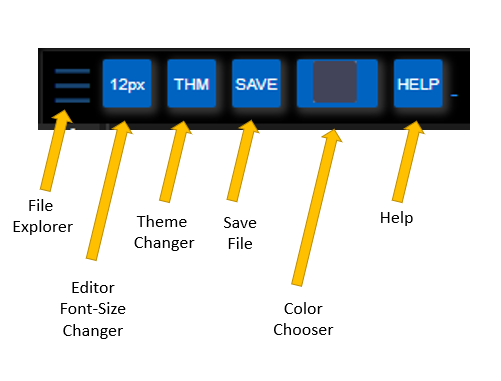 12px THM SAVE HELP
File
Explorer
Theme
Changer
Save
File
Help
Editor
Font-Size
Changer
Color
Chooser